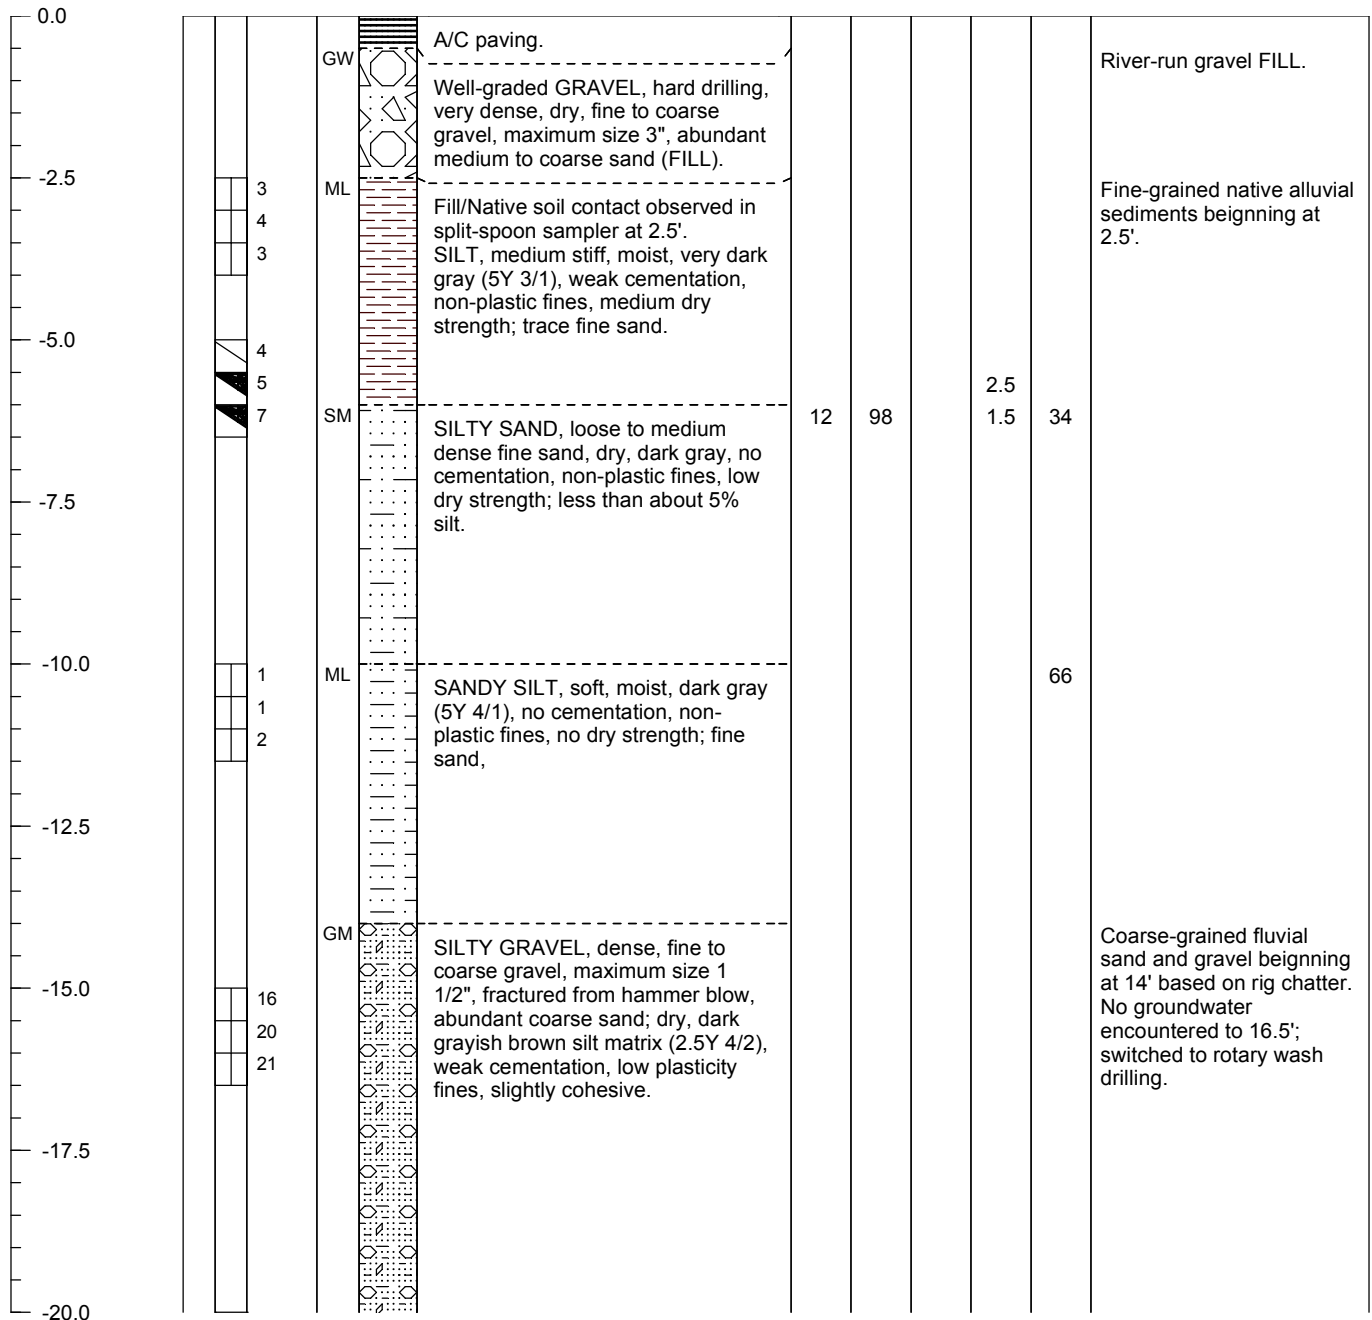 0.0
A/C paving.
GW
River-run gravel FILL.
Well-graded GRAVEL, hard drilling,
very dense, dry, fine to coarse
gravel, maximum size 3", abundant
medium to coarse sand (FILL).
-2.5
3
ML
Fill/Native soil contact observed in
split-spoon sampler at 2.5'.
SILT, medium stiff, moist, very dark
gray (5Y 3/1), weak cementation,
non-plastic fines, medium dry
strength; trace fine sand.
Fine-grained native alluvial
sediments beignning at
2.5'.
4
3
-5.0
4
5
2.5
7
SM
SILTY SAND, loose to medium
dense fine sand, dry, dark gray, no
cementation, non-plastic fines, low
dry strength; less than about 5%
silt.
12
98
1.5
34
-7.5
-10.0
1
ML
SANDY SILT, soft, moist, dark gray
(5Y 4/1), no cementation, non-
plastic fines, no dry strength; fine
sand,
66
1
2
-12.5
GM
SILTY GRAVEL, dense, fine to
coarse gravel, maximum size 1
1/2", fractured from hammer blow,
abundant coarse sand; dry, dark
grayish brown silt matrix (2.5Y 4/2),
weak cementation, low plasticity
fines, slightly cohesive.
Coarse-grained fluvial
sand and gravel beignning
at 14' based on rig chatter.
No groundwater
encountered to 16.5';
switched to rotary wash
drilling.
-15.0
16
20
21
-17.5
-20.0